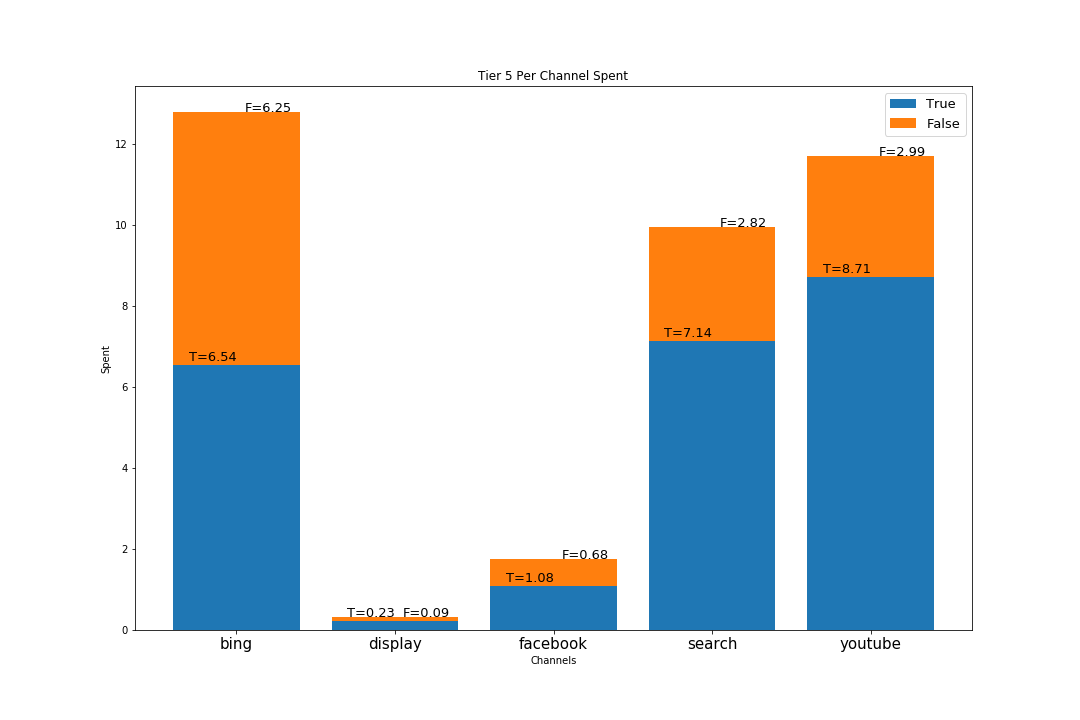 Tier 5 Per Channel Spent
True
False
F=6.25
F=2.99
F=2.82
T=8.71
T=7.14
T=6.54
F=0.68
T=1.08
T=0.23 F=0.09
12
10
8
6
4
2
0
Spent
bing display facebook search youtube
Channels